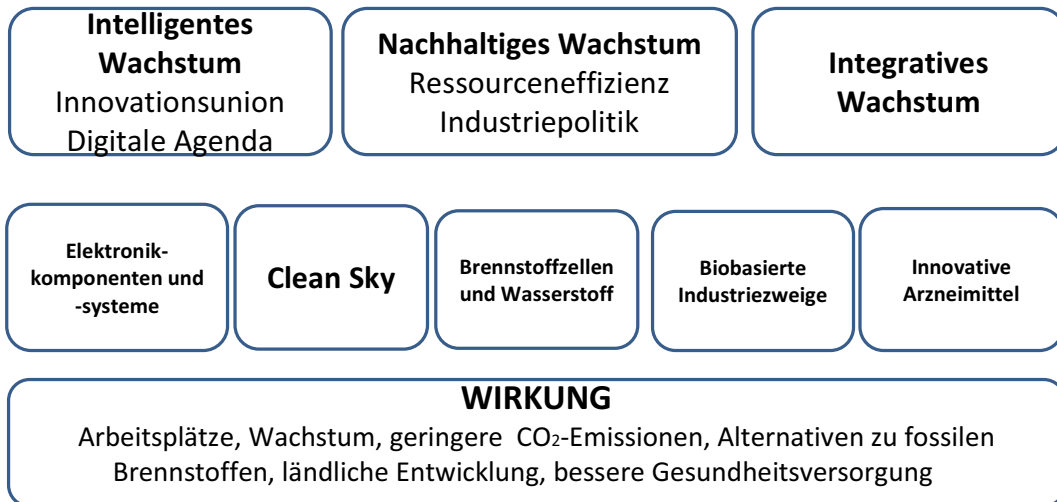 Intelligentes
Wachstum
Innovationsunion
Digitale Agenda
Nachhaltiges Wachstum
Ressourceneffizienz
Industriepolitik
Integratives
Wachstum
Elektronik-
komponenten und
-systeme
Clean Sky
Brennstoffzellen
und Wasserstoff
Biobasierte
Industriezweige
Innovative
Arzneimittel
WIRKUNG
Arbeitsplätze, Wachstum, geringere CO₂-Emissionen, Alternativen zu fossilen
Brennstoffen, ländliche Entwicklung, bessere Gesundheitsversorgung